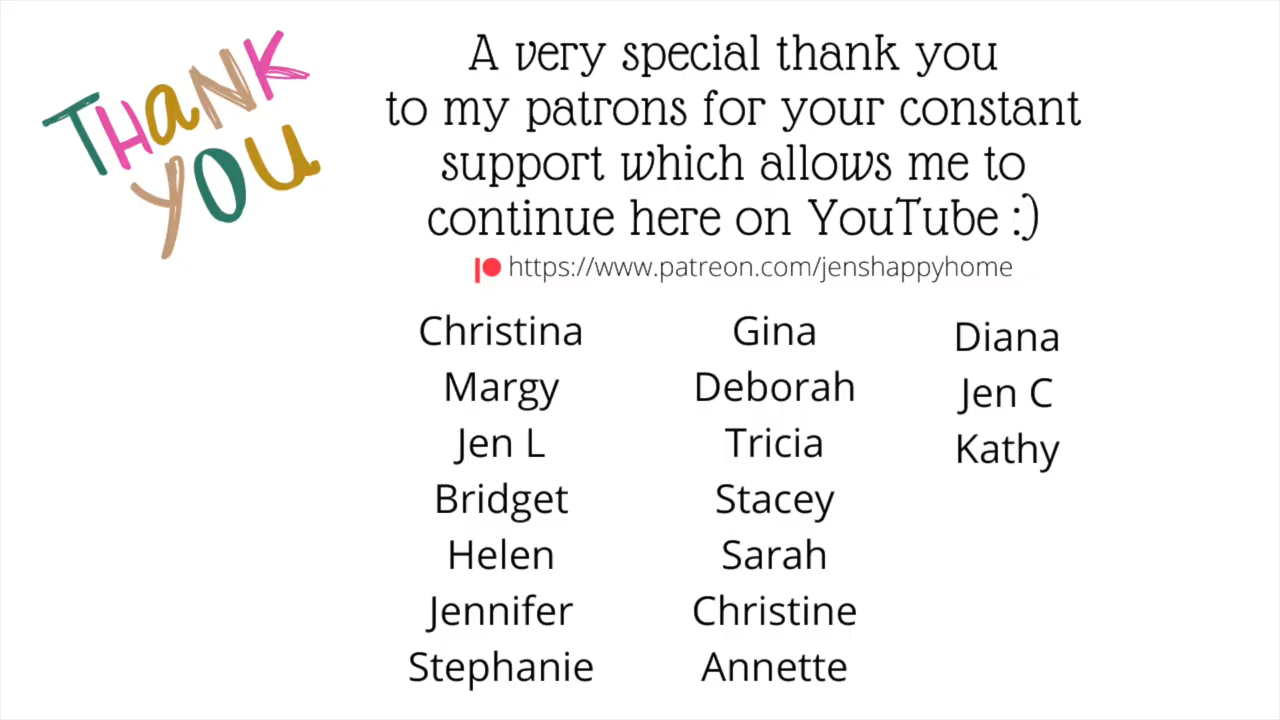 THaNK
YOU
A very special thank you
to my patrons for your constant
support which allows me to
continue here on YouTube :)
https://www.patreon.com/jenshappyhome
Christina
Margy
Jen L
Bridget
Helen
Jennifer
Stephanie
Gina
Deborah
Tricia
Stacey
Sarah
Christine
Annette
Diana
Jen C
Kathy